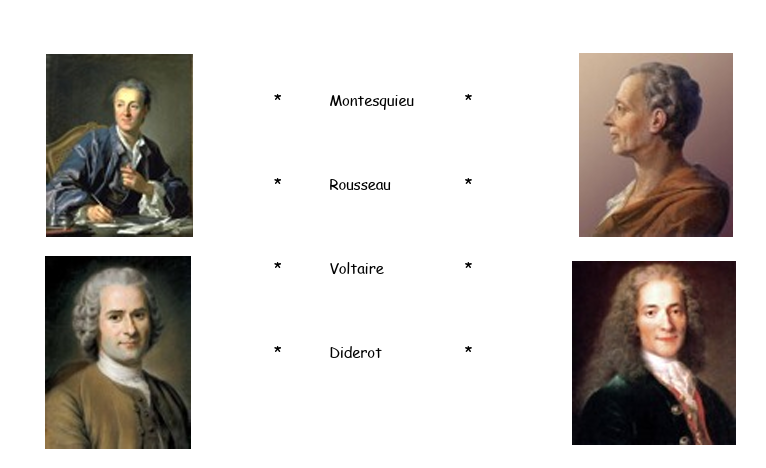 * Montesquieu *
* Rousseau *
* Voltaire *
* Diderot *